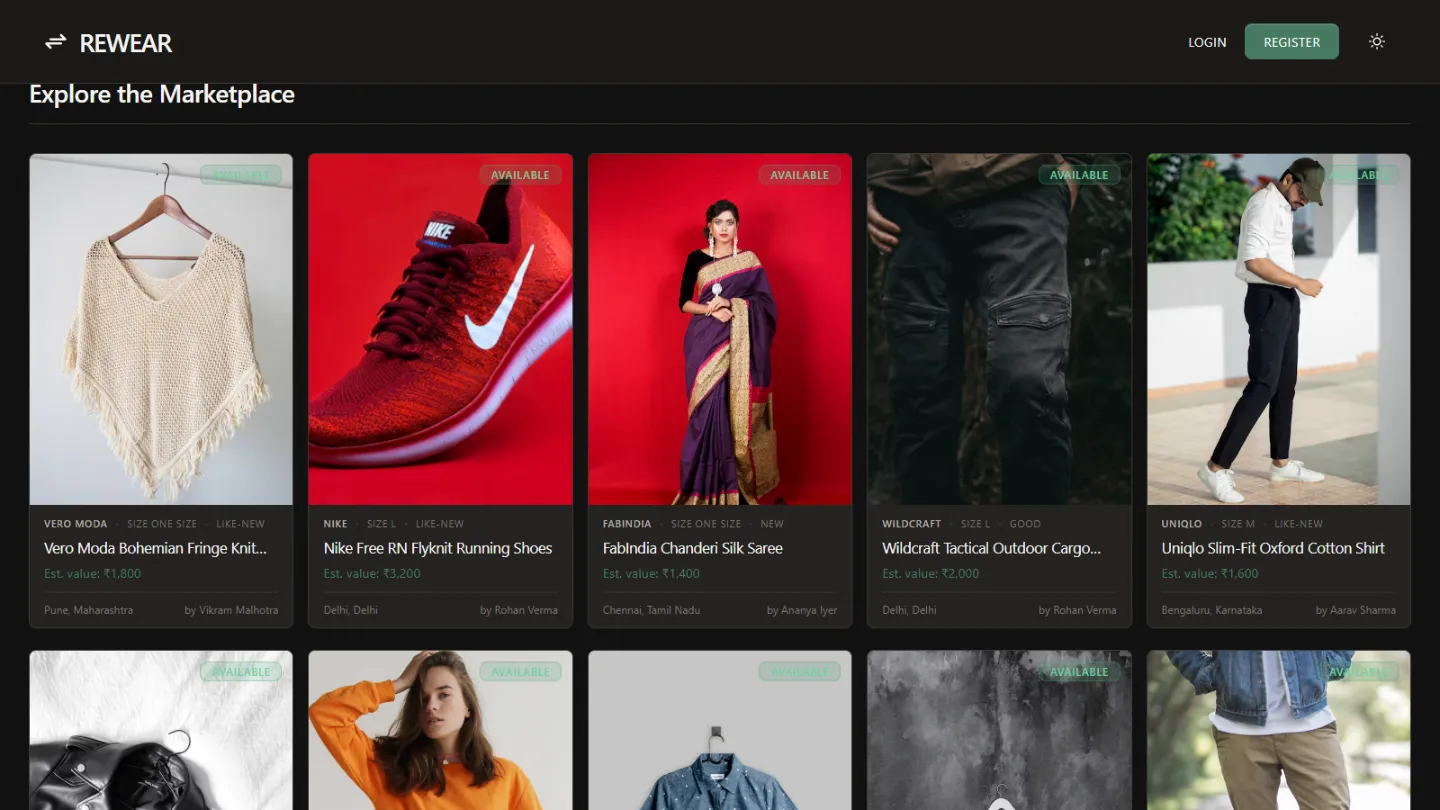 REWEAR
LOGIN
REGISTER
Explore the Marketplace
AVAILABLE
AVAILABLE
AVAILABLE
AVAILABLE
AVAILABLE
NIKE
VERO MODA · SIZE ONE SIZE · LIKE-NEW
Vero Moda Bohemian Fringe Knit...
Est. value: ₹1,800
Pune, Maharashtra
by Vikram Malhotra
NIKE · SIZE L · LIKE-NEW
Nike Free RN Flyknit Running Shoes
Est. value: ₹3,200
Delhi, Delhi
by Rohan Verma
FABINDIA · SIZE ONE SIZE · NEW
FabIndia Chanderi Silk Saree
Est. value: ₹1,400
Chennai, Tamil Nadu
by Ananya Iyer
WILDCRAFT · SIZE L · GOOD
Wildcraft Tactical Outdoor Cargo...
Est. value: ₹2,000
Delhi, Delhi
by Rohan Verma
UNIQLO · SIZE M · LIKE-NEW
Uniqlo Slim-Fit Oxford Cotton Shirt
Est. value: ₹1,600
Bengaluru, Karnataka
by Aarav Sharma
AVAILABLE
AVAILABLE
AVAILABLE
AVAILABLE
AVAILABLE